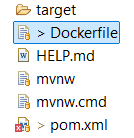 target
> Dockerfile
HELP.md
mvnw
mvnw.cmd
> pom.xml